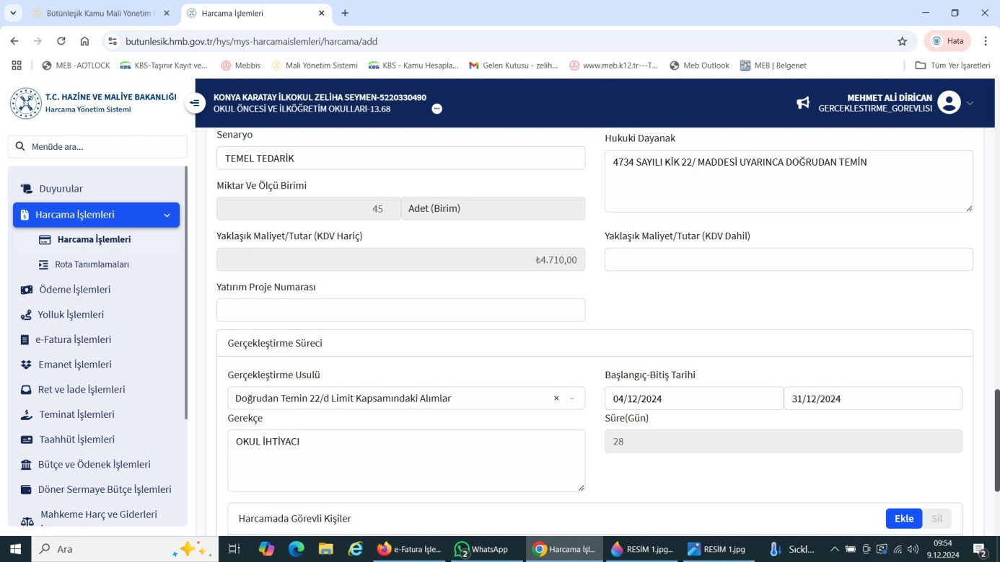 Bütünleşik Kamu Mali Yönetim
Harcama İşlemleri
butunlesik.hmb.gov.tr/hys/mys-harcamaislemleri/harcama/add
Hata
MEB -AOTLOCK
KBS-Taşınır Kayıt ve...
Mebbis
Mali Yönetim Sistemi
KBS - Kamu Hesapla...
Gelen Kutusu - zelih...
www.meb.k12.tr---T...
Meb Outlook
MEB | Belgenet
Tüm Yer İşaretleri
T.C. HAZİNE VE MALİYE BAKANLIĞI
Harcama Yönetim Sistemi
KONYA KARATAY İLKOKUL ZELİHA SEYMEN-5220330490
OKUL ÖNCESİ VE İLKÖĞRETİM OKULLARI-13.68
MEHMET ALİ DİRİCAN
GERCEKLESTIRME_GOREVLISI
Menüde ara...
Duyurular
Harcama İşlemleri
Harcama İşlemleri
Rota Tanımlamaları
Ödeme İşlemleri
Yolluk İşlemleri
e-Fatura İşlemleri
Emanet İşlemleri
Ret ve İade İşlemleri
Teminat İşlemleri
Taahhüt İşlemleri
Bütçe ve Ödenek İşlemleri
Döner Sermaye Bütçe İşlemleri
Mahkeme Harç ve Giderleri
Senaryo
TEMEL TEDARİK
Hukuki Dayanak
4734 SAYILI KİK 22/ MADDESİ UYARINCA DOĞRUDAN TEMİN
Miktar Ve Ölçü Birimi
45
Adet (Birim)
Yaklaşık Maliyet/Tutar (KDV Hariç)
₺4.710,00
Yaklaşık Maliyet/Tutar (KDV Dahil)
Yatırım Proje Numarası
Gerçekleştirme Süreci
Gerçekleştirme Usulü
Doğrudan Temin 22/d Limit Kapsamındaki Alımlar
Başlangıç-Bitiş Tarihi
04/12/2024
31/12/2024
Gerekçe
OKUL İHTİYACI
Süre(Gün)
28
Harcamada Görevli Kişiler
Ekle
Sil
Ara
e-Fatura İşle...
2
WhatsApp
Harcama İşl...
RESİM 1.jpg...
RESİM 1.jpg
Sıckl...
09:54
9.12.2024
2